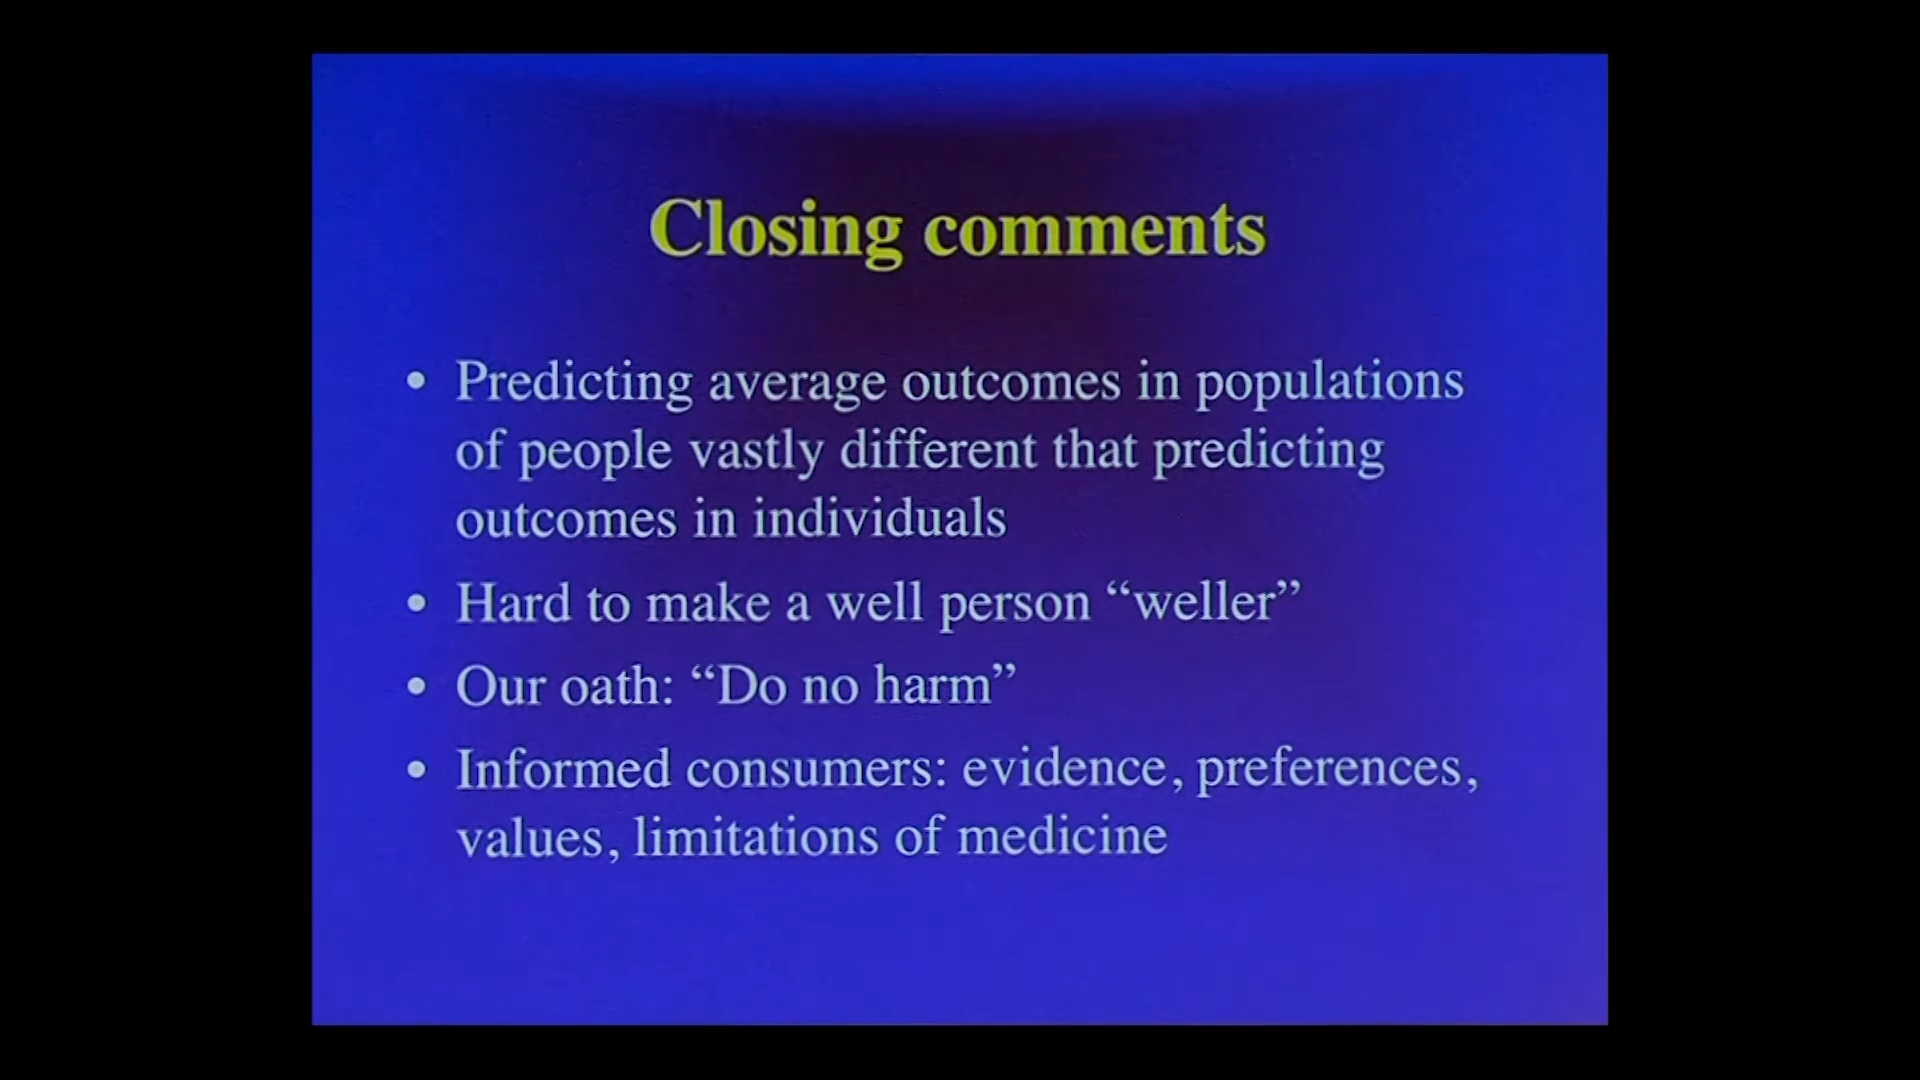 Closing comments
• Predicting average outcomes in populations
of people vastly different that predicting
outcomes in individuals
• Hard to make a well person “weller”
• Our oath: “Do no harm”
• Informed consumers: evidence, preferences,
values, limitations of medicine